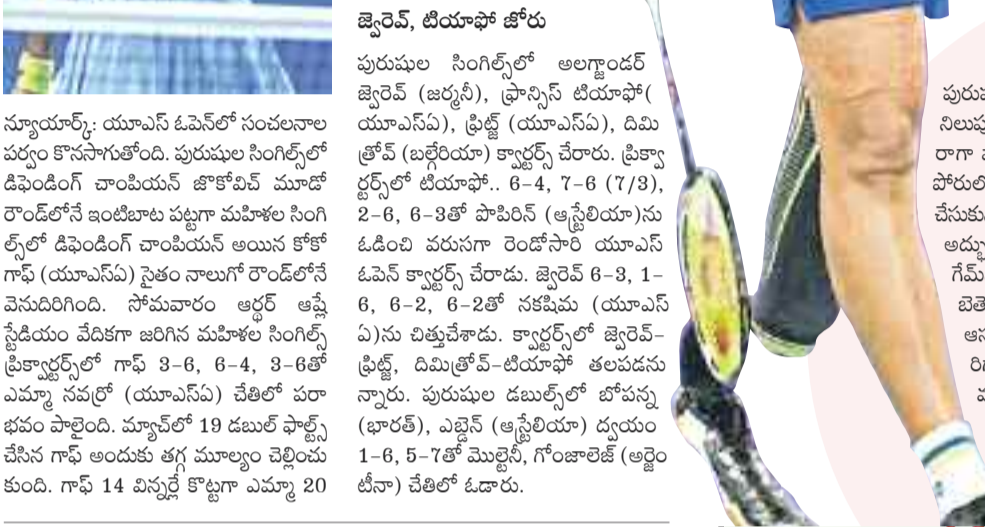 న్యూయార్క్: యూఎస్ ఓపెన్‌లో సంచలనాల
పర్వం కొనసాగుతోంది. పురుషుల సింగిల్స్‌లో
డిఫెండింగ్ చాంపియన్ జొకోవిచ్ మూడో
రౌండ్‌లోనే ఇంటిబాట పట్టగా మహిళల సింగి
ల్స్‌లో డిఫెండింగ్ చాంపియన్ అయిన కోకో
గాఫ్ (యూఎస్‌ఏ) సైతం నాలుగో రౌండ్‌లోనే
వెనుదిరిగింది. సోమవారం ఆర్థర్ ఆష్లే
స్టేడియం వేదికగా జరిగిన మహిళల సింగిల్స్
ప్రిక్వార్టర్స్‌లో గాఫ్ 3-6, 6-4, 3-6తో
ఎమ్మా నవర్రో (యూఎస్‌ఏ) చేతిలో పరా
భవం పాలైంది. మ్యాచ్‌లో 19 డబుల్ ఫాల్ట్స్
చేసిన గాఫ్ అందుకు తగ్గ మూల్యం చెల్లించు
కుంది. గాఫ్ 14 విన్నర్లే కొట్టగా ఎమ్మా 20
జ్వెరెవ్, టియాఫో జోరు
పురుషుల సింగిల్స్‌లో అలగ్జాండర్
జ్వెరెవ్ (జర్మనీ), ఫ్రాన్సిస్ టియాఫో(
యూఎస్‌ఏ), ఫ్రిట్జ్ (యూఎస్‌ఏ), దిమి
త్రోవ్ (బల్గేరియా) క్వార్టర్స్ చేరారు. ప్రిక్వా
ర్టర్స్‌లో టియాఫో.. 6-4, 7-6 (7/3),
2-6, 6-3తో పొపిరిన్ (ఆస్ట్రేలియా)ను
ఓడించి వరుసగా రెండోసారి యూఎస్
ఓపెన్ క్వార్టర్స్ చేరాడు. జ్వెరెవ్ 6-3, 1-
6, 6-2, 6-2తో నకషిమ (యూఎస్
ఏ)ను చిత్తుచేశాడు. క్వార్టర్స్‌లో జ్వెరెవ్-
ఫ్రిట్జ్, దిమిత్రోవ్-టియాఫో తలపడను
న్నారు. పురుషుల డబుల్స్‌లో బోపన్న
(భారత్), ఎబ్డెన్ (ఆస్ట్రేలియా) ద్వయం
1-6, 5-7తో మొల్టెనీ, గోంజాలెజ్ (అర్జెం
టీనా) చేతిలో ఓడారు.